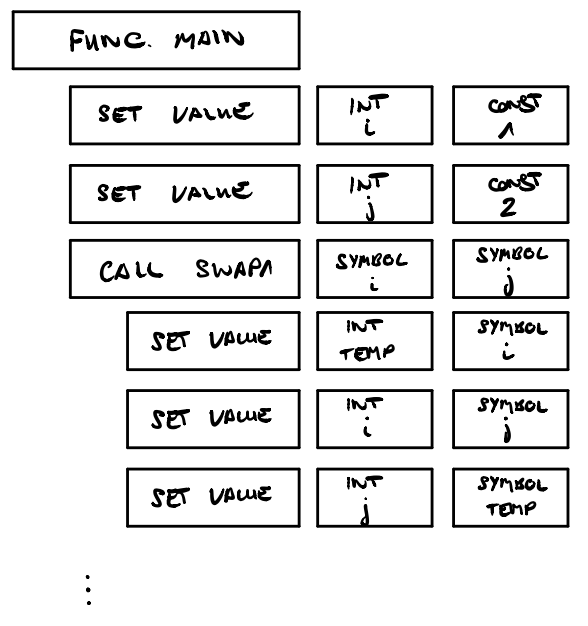 FUNC. MAIN
SET VALUE
INT
i
CONST
1
SET VALUE
INT
j
CONST
2
CALL SWAP1
SYMBOL
i
SYMBOL
j
SET VALUE
INT
TEMP
SYMBOL
i
SET VALUE
INT
i
SYMBOL
j
SET VALUE
INT
j
SYMBOL
TEMP
⋮